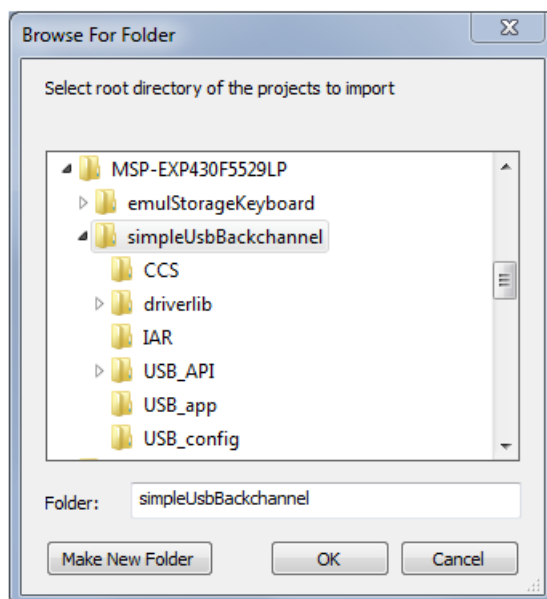 Browse For Folder
Select root directory of the projects to import
MSP-EXP430F5529LP
emulStorageKeyboard
simpleUsbBackchannel
CCS
driverlib
IAR
USB_API
USB_app
USB_config
Folder: simpleUsbBackchannel
Make New Folder OK Cancel